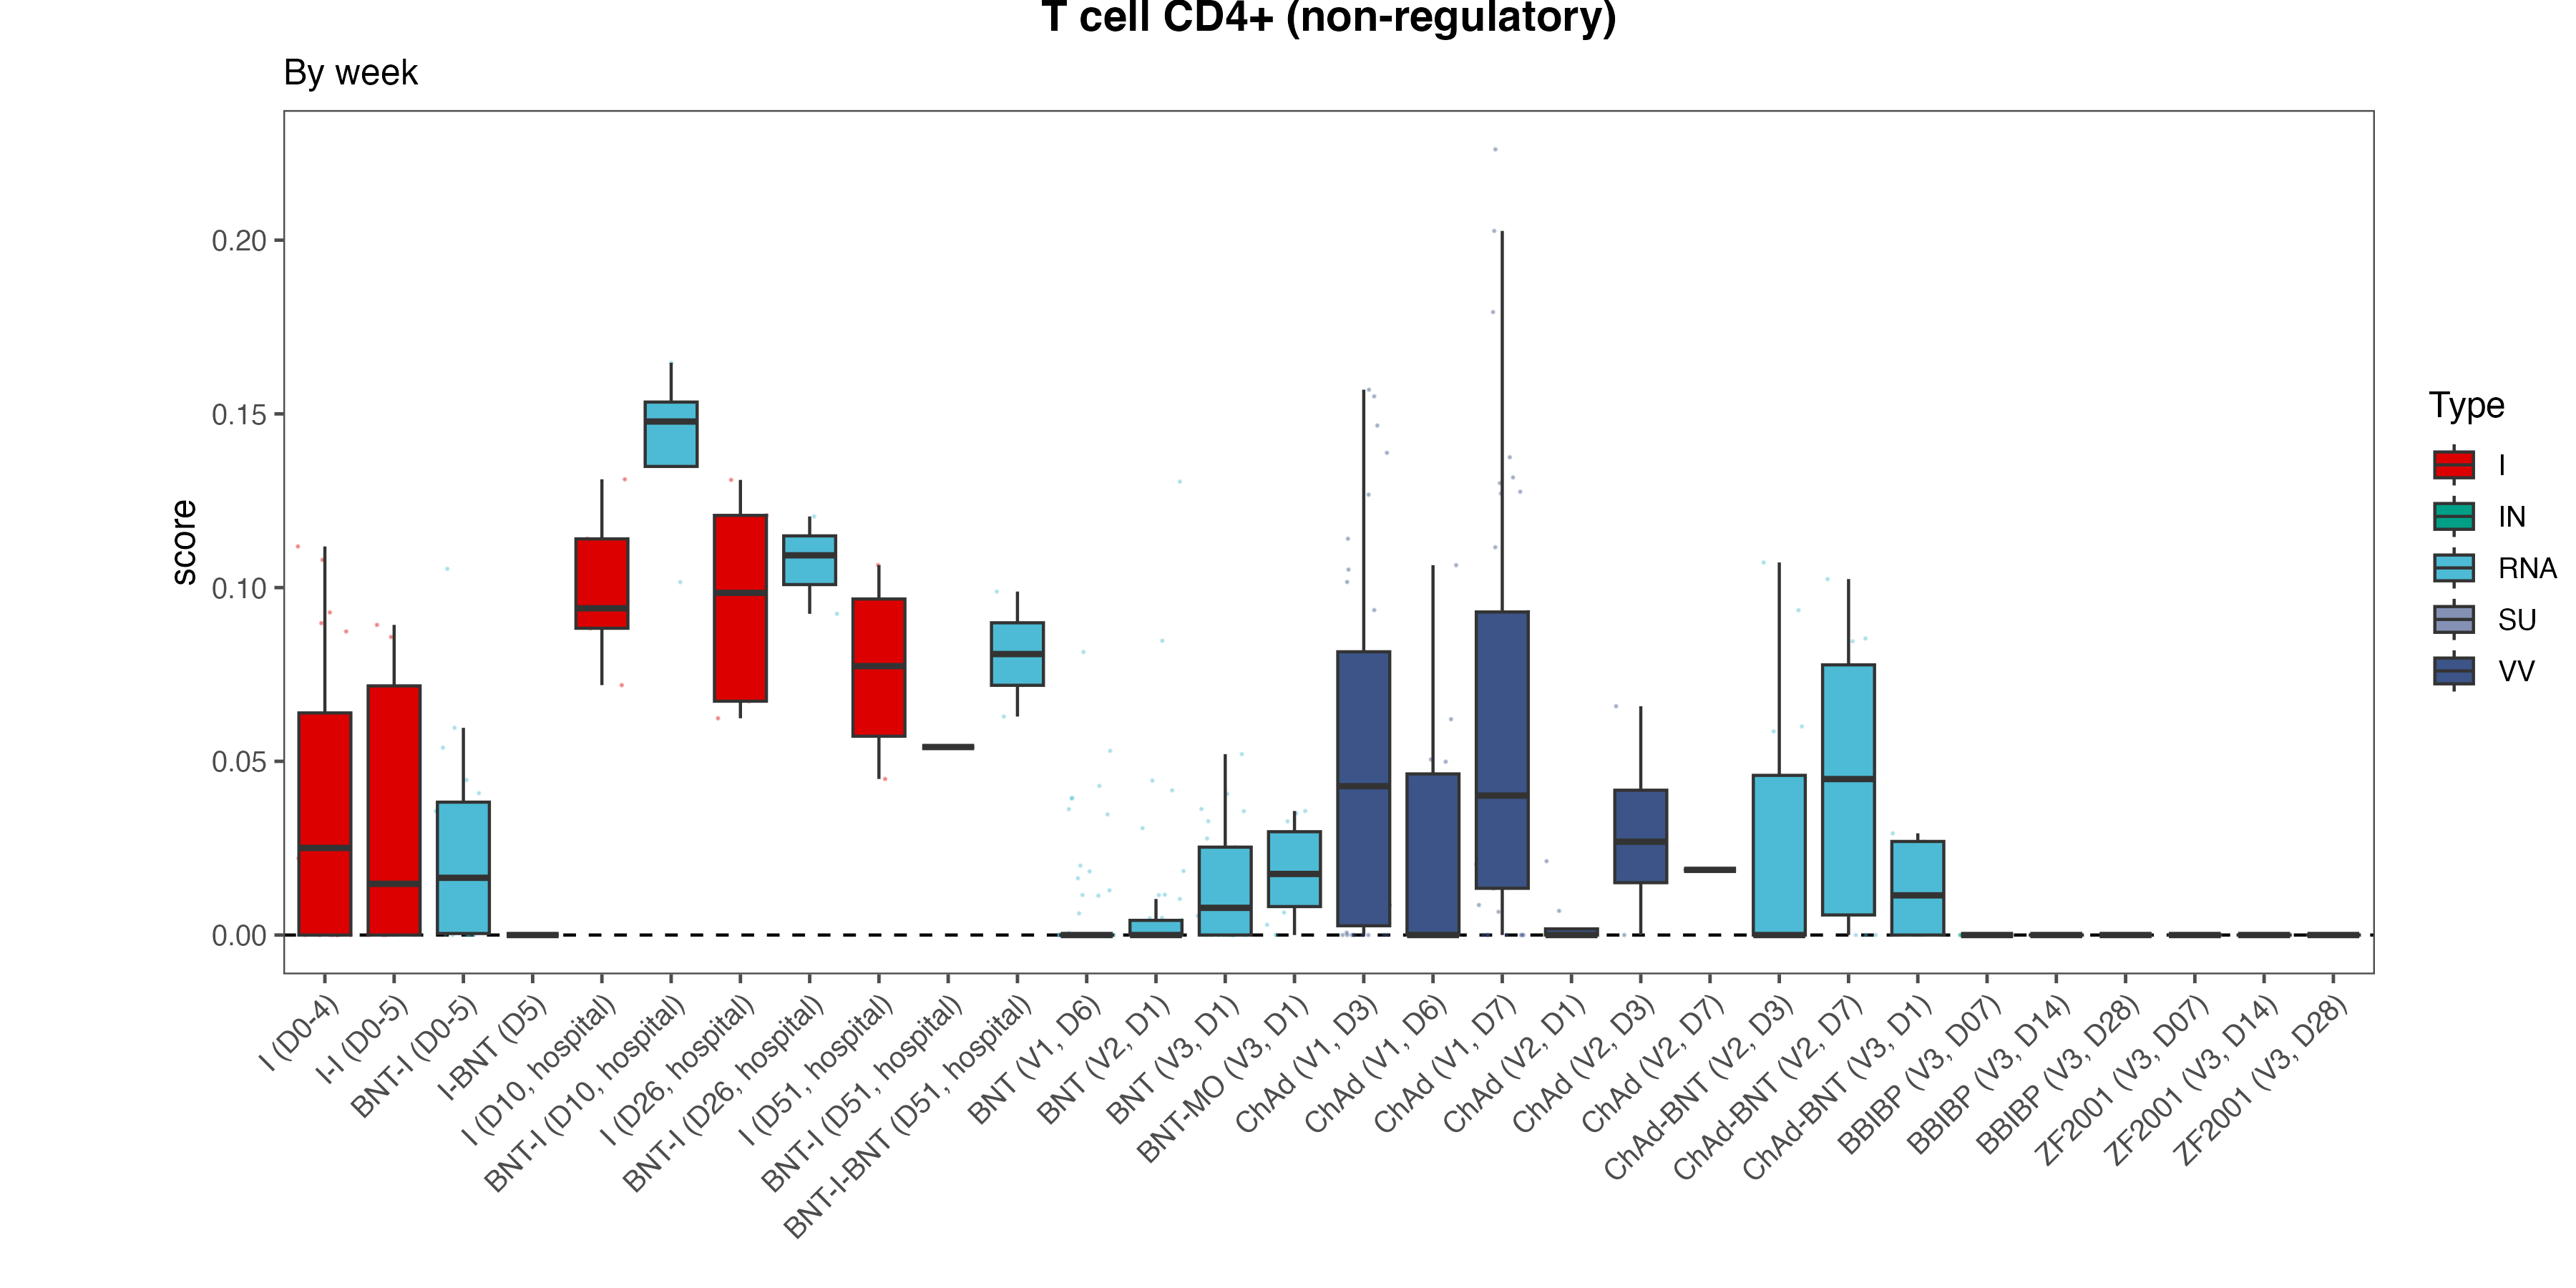 T cell CD4+ (non-regulatory)
By week
score
0.20
0.15
0.10
0.05
0.00
I (D0-4)
I-I (D0-5)
BNT-I (D0-5)
I-BNT (D5)
I (D10, hospital)
BNT-I (D10, hospital)
I (D26, hospital)
BNT-I (D26, hospital)
I (D51, hospital)
BNT-I (D51, hospital)
BNT-I-BNT (D51, hospital)
BNT (V1, D6)
BNT (V2, D1)
BNT (V3, D1)
BNT-MO (V3, D1)
ChAd (V1, D3)
ChAd (V1, D6)
ChAd (V1, D7)
ChAd (V2, D1)
ChAd (V2, D3)
ChAd (V2, D7)
ChAd-BNT (V2, D3)
ChAd-BNT (V2, D7)
ChAd-BNT (V3, D1)
BBIBP (V3, D07)
BBIBP (V3, D14)
BBIBP (V3, D28)
ZF2001 (V3, D07)
ZF2001 (V3, D14)
ZF2001 (V3, D28)
Type
I
IN
RNA
SU
VV